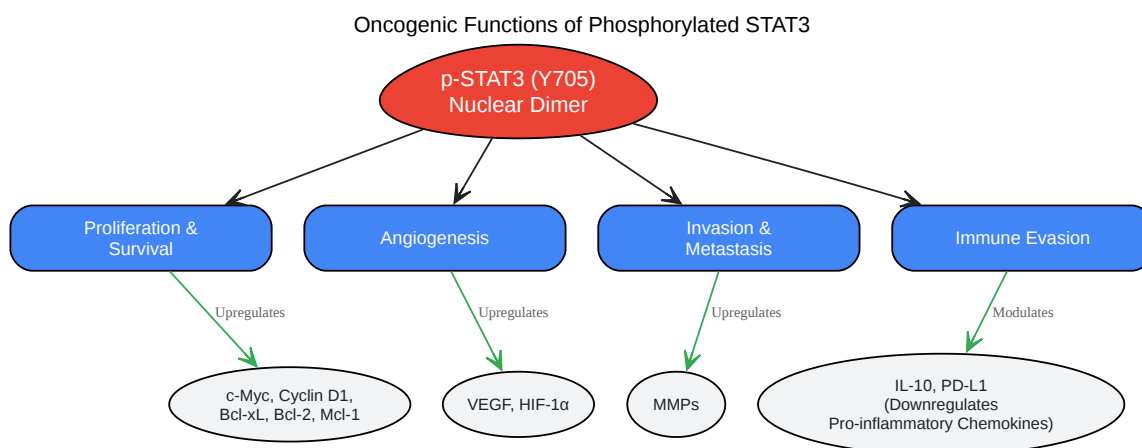 Oncogenic Functions of Phosphorylated STAT3
p-STAT3 (Y705)
Nuclear Dimer
Proliferation &
Survival
Angiogenesis
Invasion &
Metastasis
Immune Evasion
Upregulates
Upregulates
Upregulates
Modulates
c-Myc, Cyclin D1,
Bcl-xL, Bcl-2, Mcl-1
VEGF, HIF-1α
MMPs
IL-10, PD-L1
(Downregulates
Pro-inflammatory Chemokines)